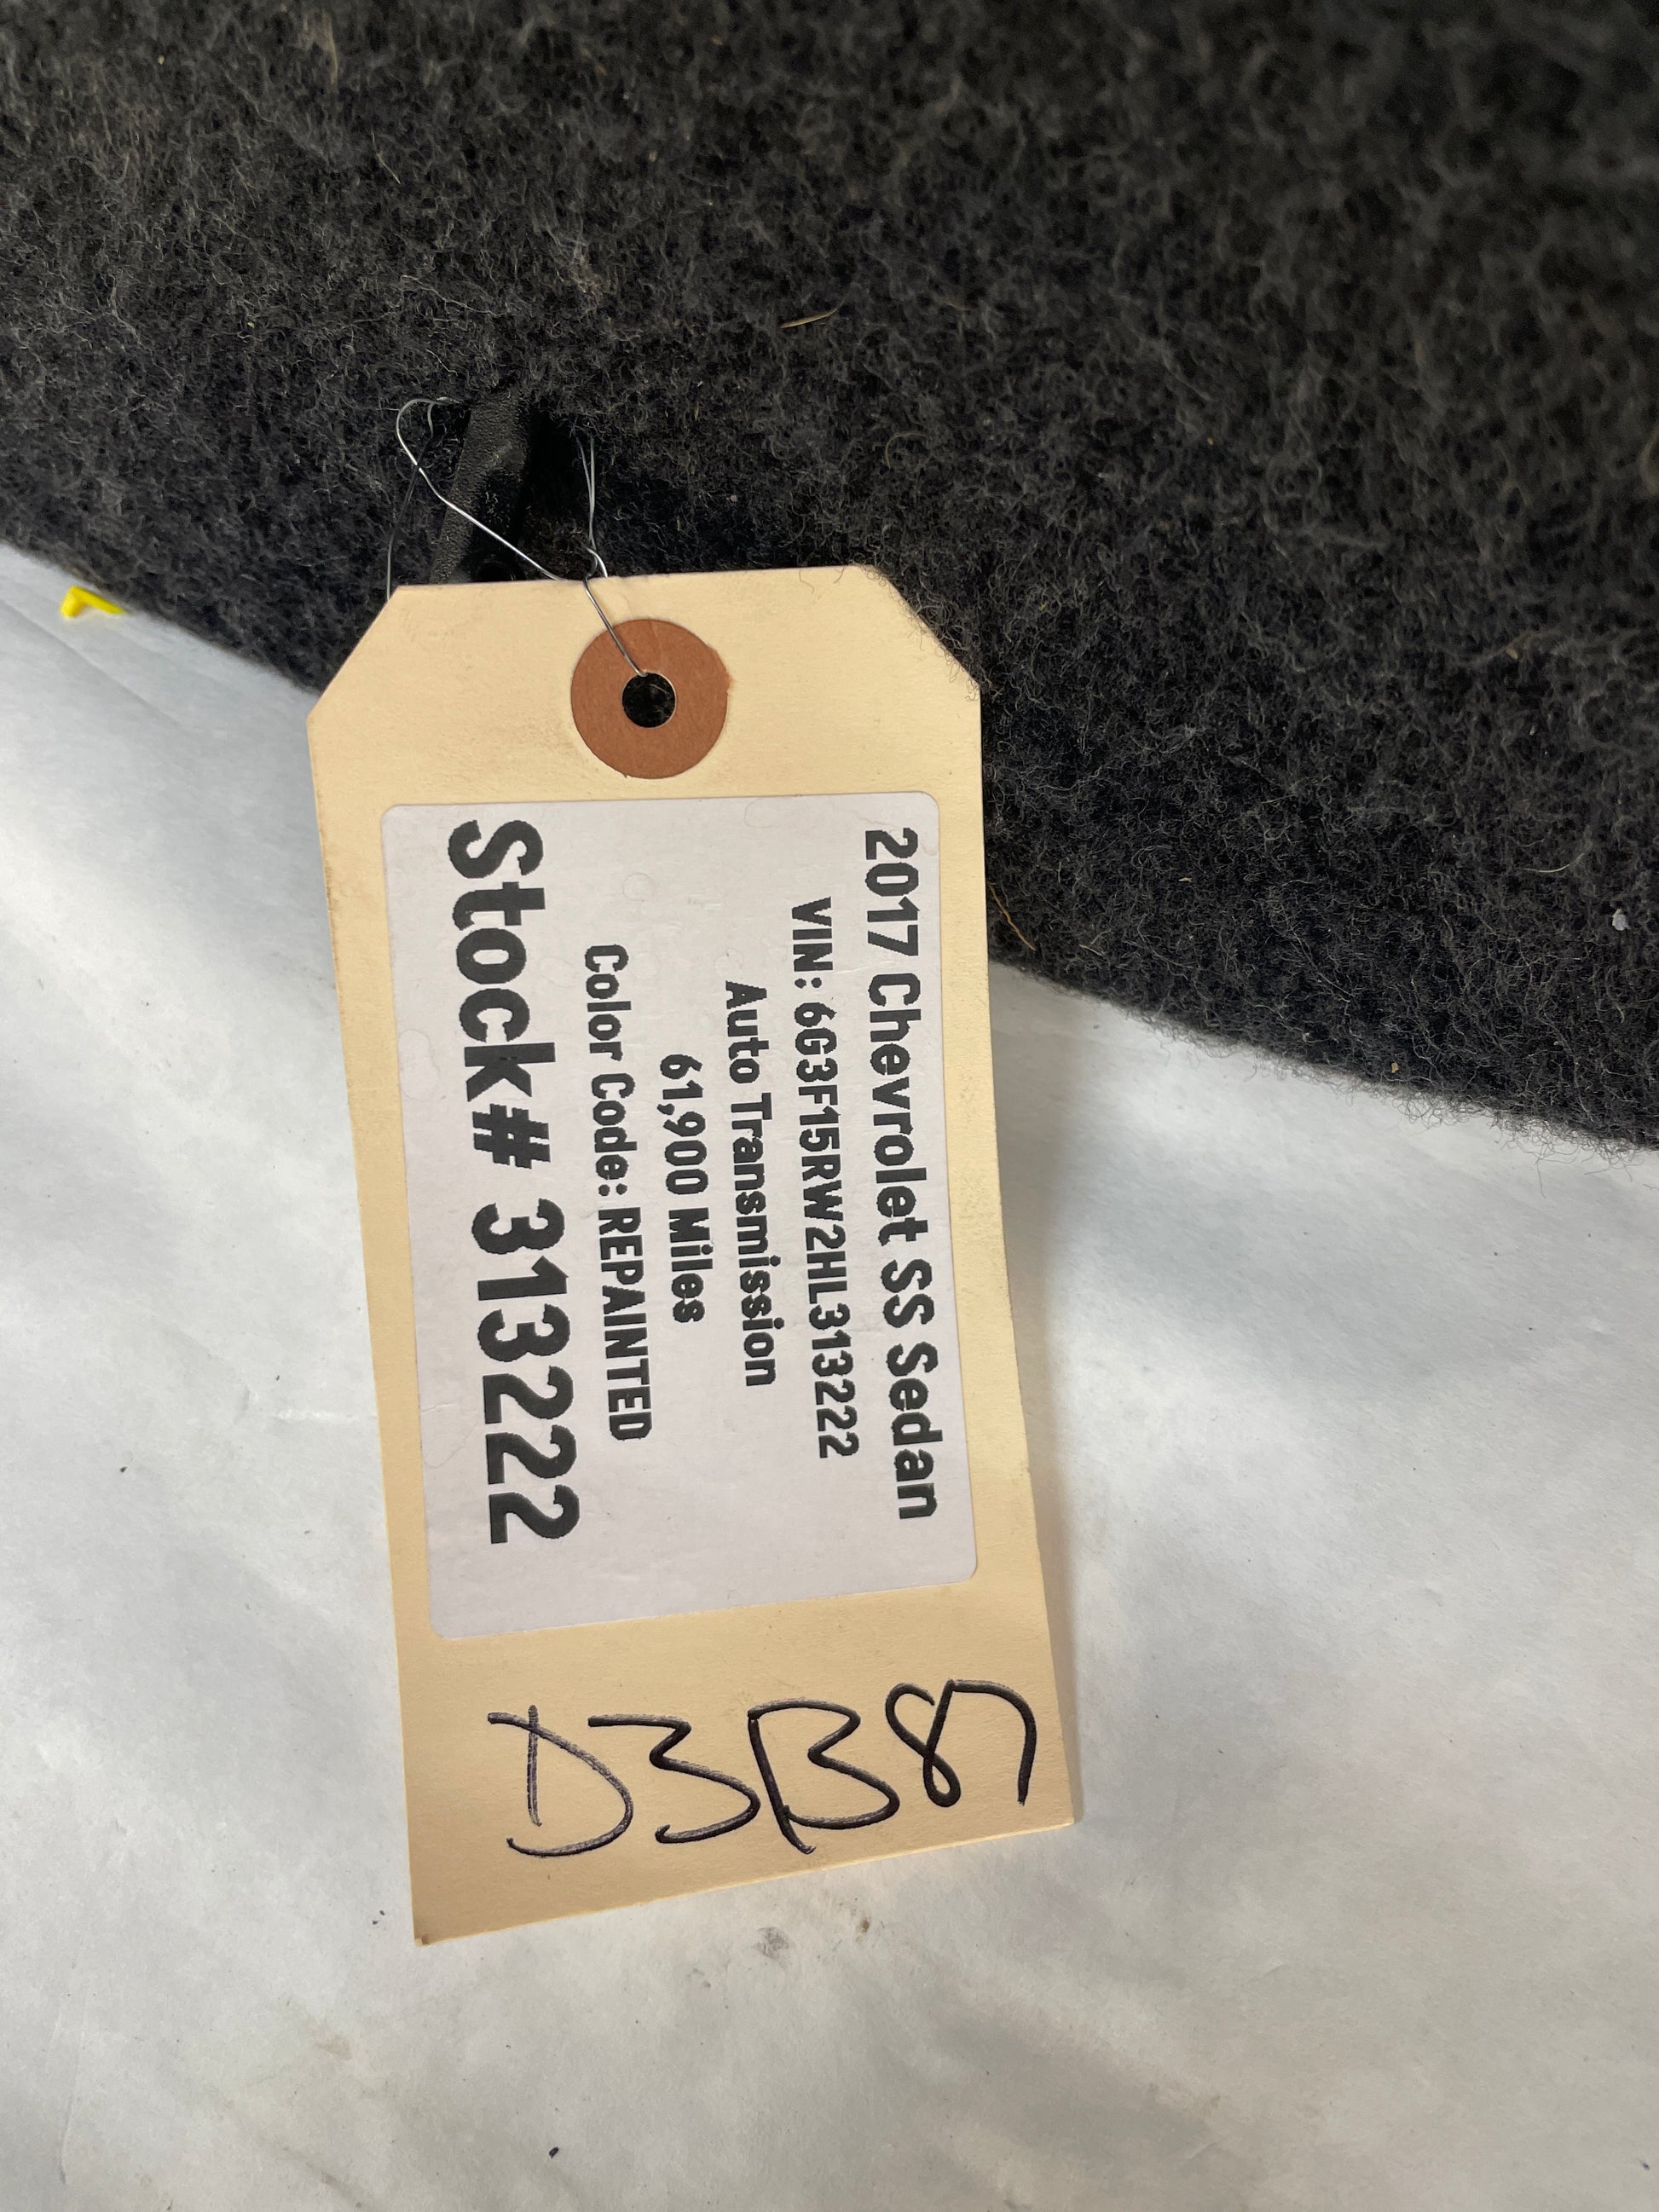 2017 Chevrolet SS Sedan
VIN: 6G3F15RW2HL313222
Auto Transmission
61,900 Miles
Color Code: REPAINTED
Stock# 313222
D3B87